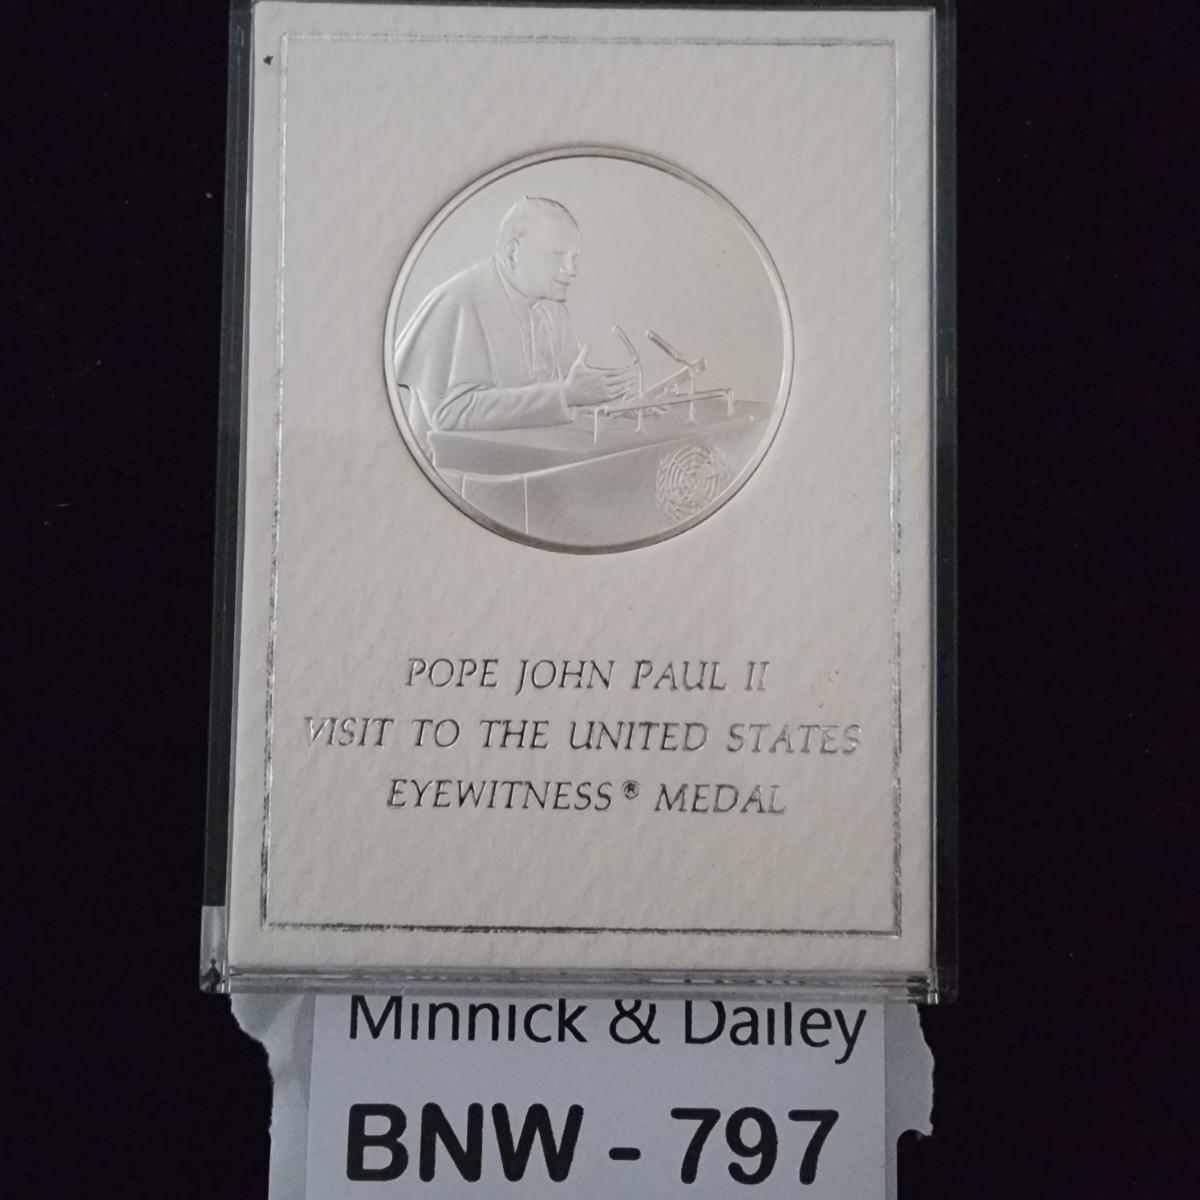 POPE JOHN PAUL II
VISIT TO THE UNITED STATES
EYEWITNESS® MEDAL
Minnick & Dailey
BNW - 797